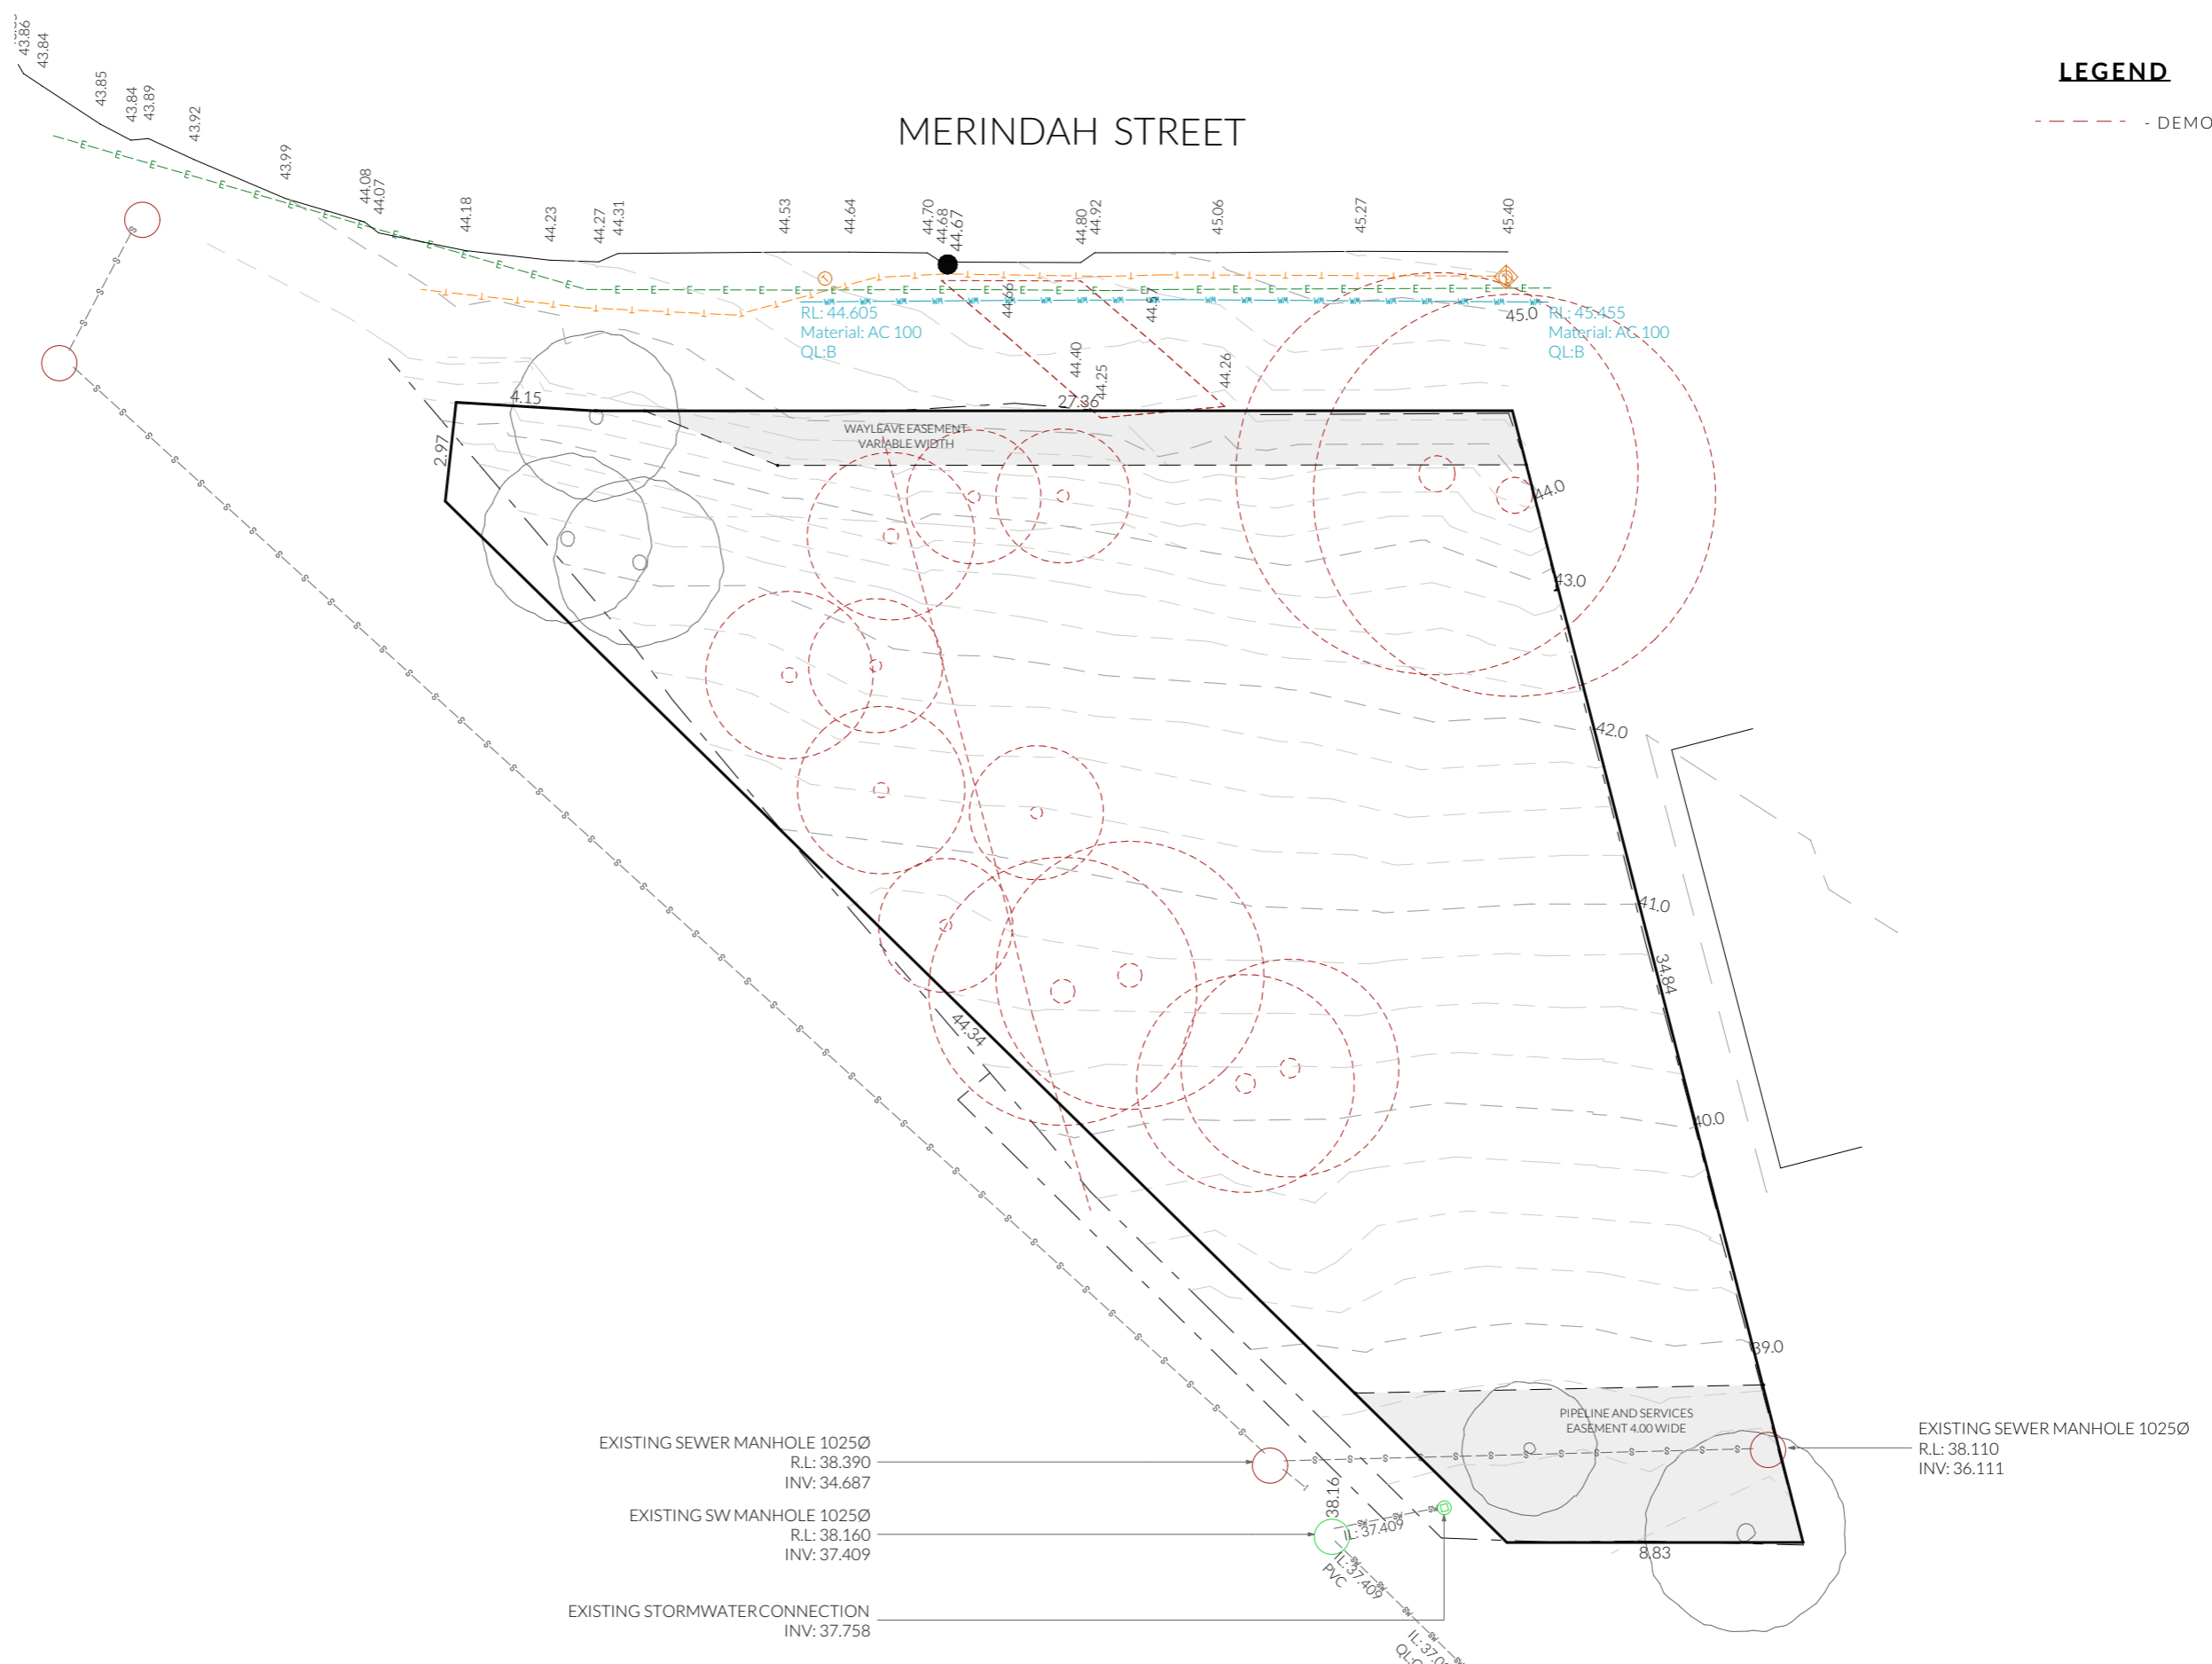 43.86
43.84
43.85
43.84
43.89
43.92
43.99
44.08
44.07
44.18
44.23
44.27
44.31
44.53
44.64
44.70
44.68
44.67
44.80
44.92
45.06
45.27
45.40
MERINDAH STREET
LEGEND
- DEMO
RL: 44.605
Material: AC 100
QL:B
44.66
44.57
45.0
RL: 45.455
Material: AC 100
QL:B
44.40
44.25
44.26
4.15
27.36
2.97
WAYLEAVE EASEMENT
VARIABLE WIDTH
44.0
43.0
42.0
41.0
34.84
44.34
40.0
39.0
PIPELINE AND SERVICES
EASEMENT 4.00 WIDE
EXISTING SEWER MANHOLE 1025Ø
R.L: 38.390
INV: 34.687
EXISTING SEWER MANHOLE 1025Ø
R.L: 38.110
INV: 36.111
EXISTING SW MANHOLE 1025Ø
R.L: 38.160
INV: 37.409
38.16
IL: 37.409
IL: 37.409
PVC
8.83
EXISTING STORMWATER CONNECTION
INV: 37.758